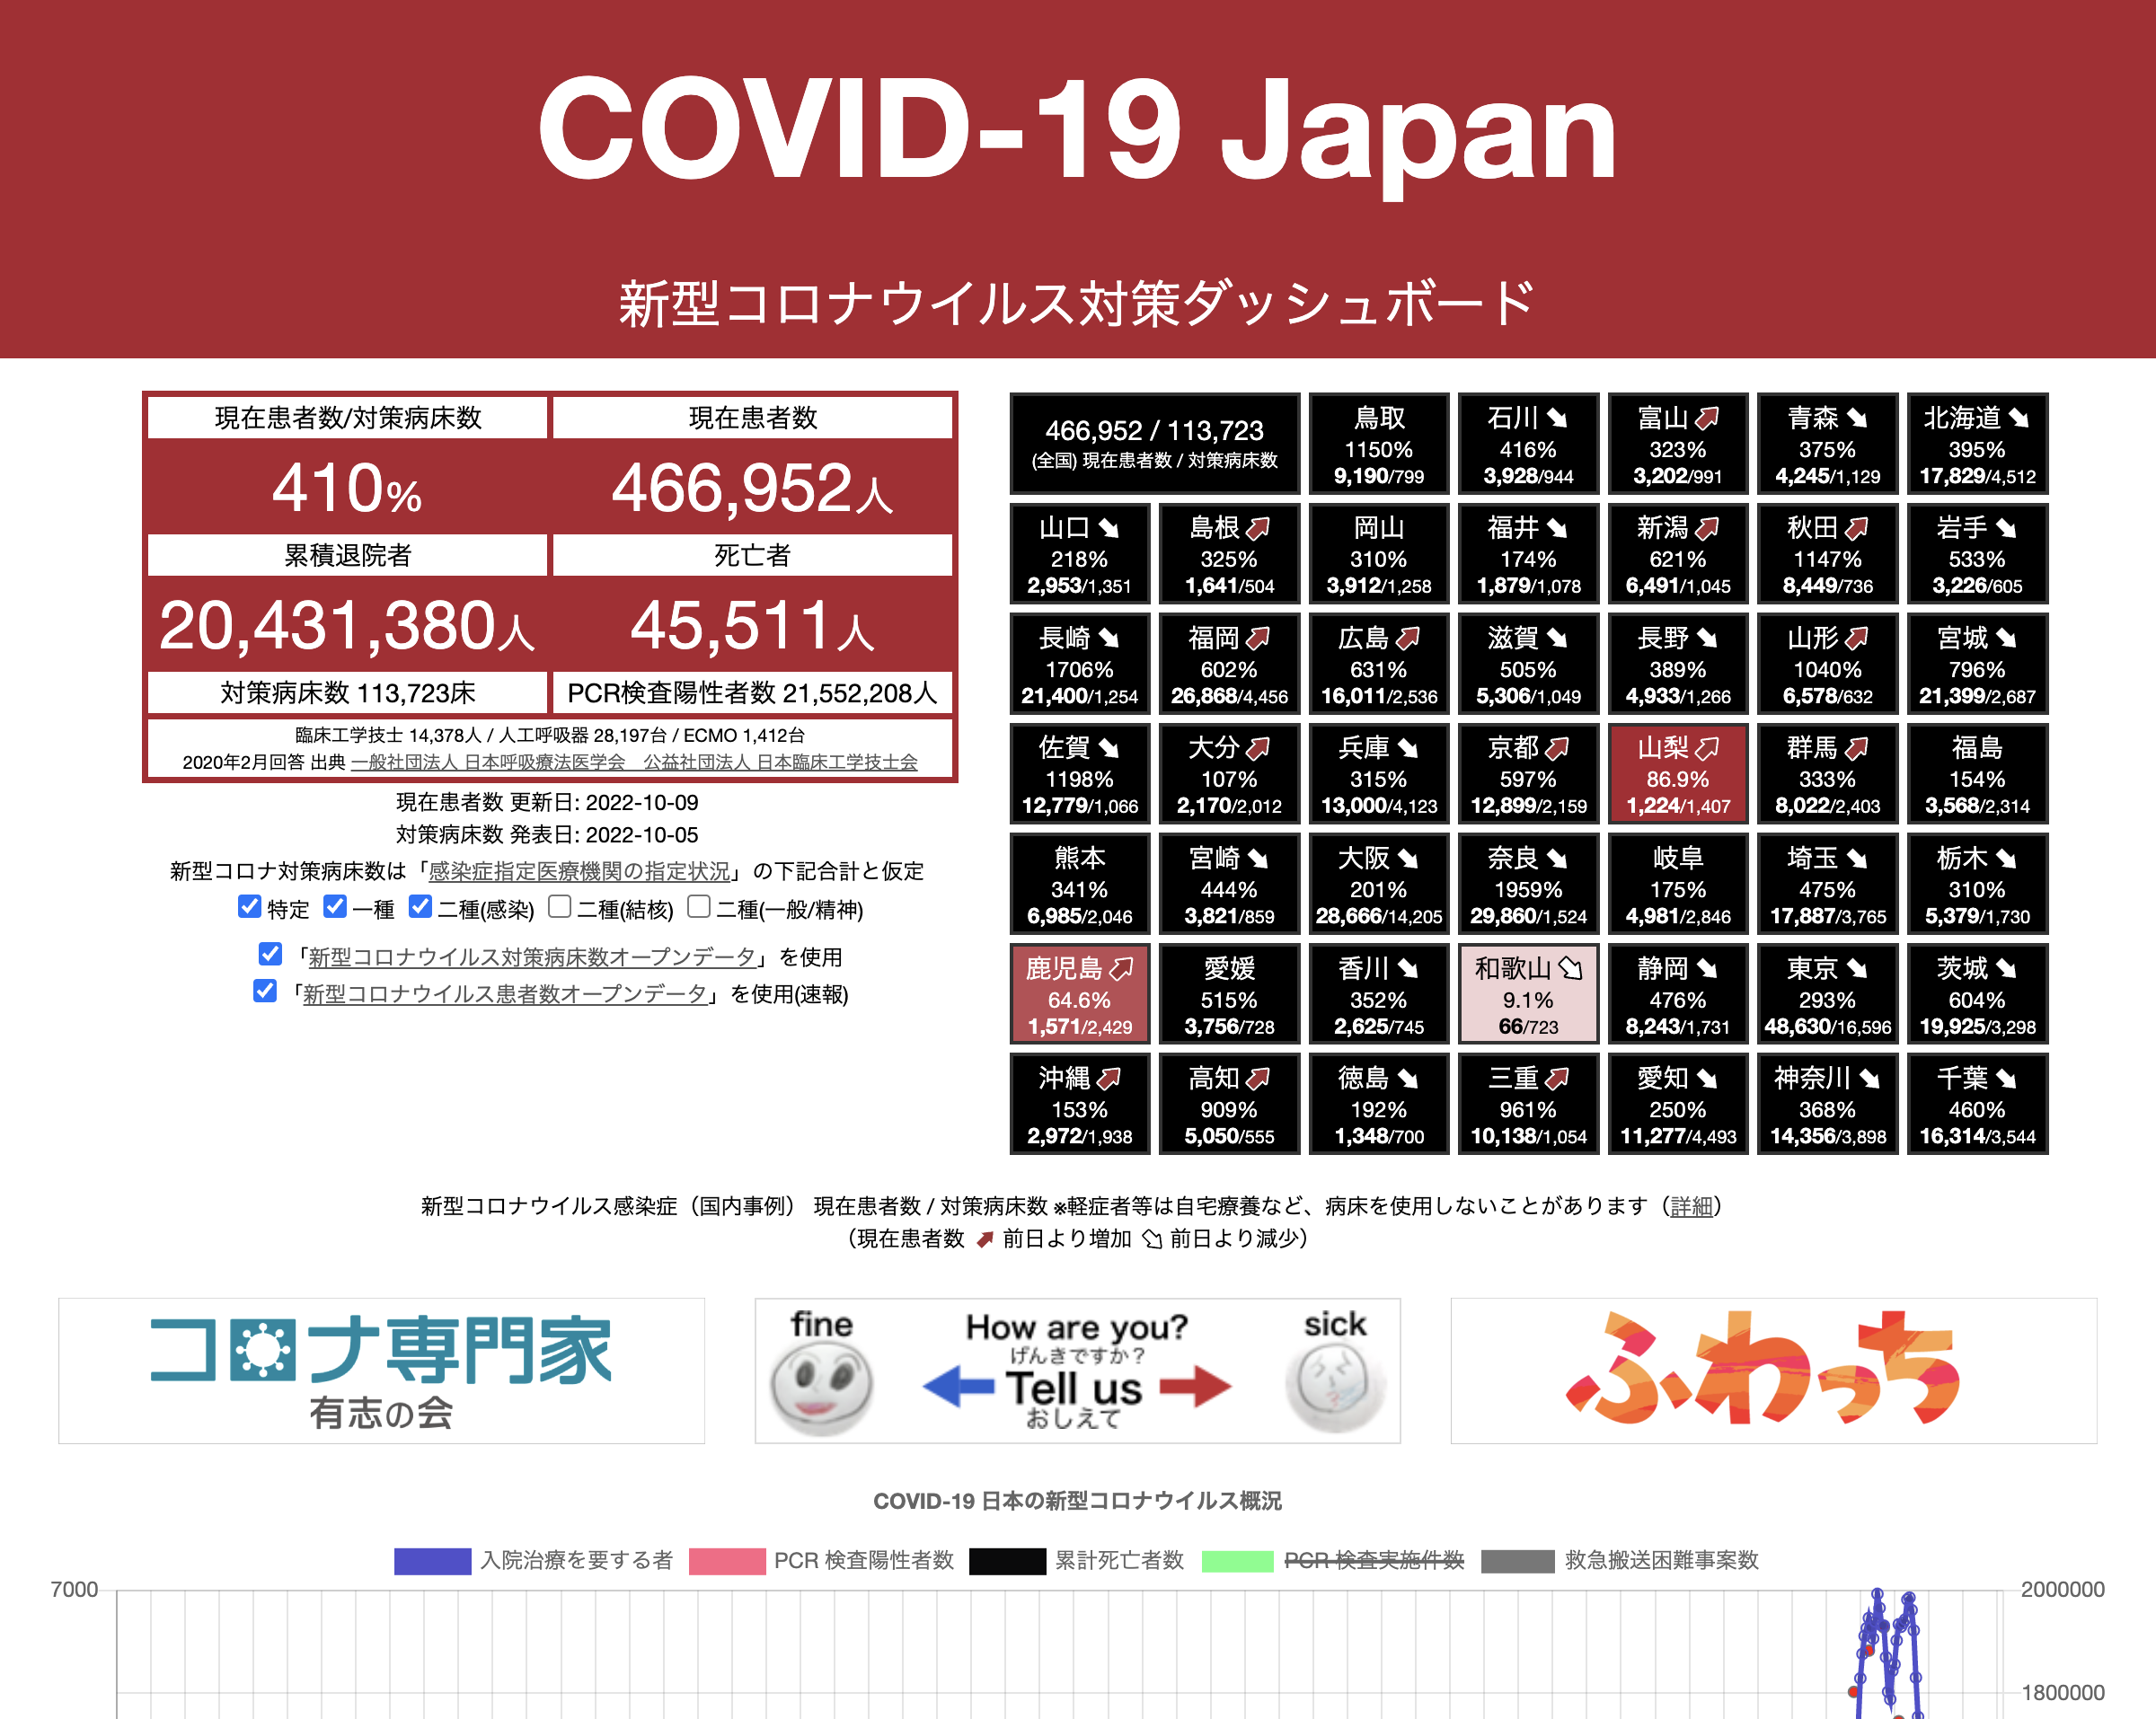 COVID-19 Japan
新型コロナウイルス対策ダッシュボード
現在患者数/対策病床数
現在患者数
410%
466,952人
累積退院者
死亡者
20,431,380人
45,511人
対策病床数 113,723床
PCR検査陽性者数 21,552,208人
臨床工学技士 14,378人 / 人工呼吸器 28,197台 / ECMO 1,412台
2020年2月回答 出典 一般社団法人 日本呼吸療法医学会　公益社団法人 日本臨床工学技士会
現在患者数 更新日: 2022-10-09
対策病床数 発表日: 2022-10-05
新型コロナ対策病床数は「感染症指定医療機関の指定状況」の下記合計と仮定
特定 一種 二種(感染) 二種(結核) 二種(一般/精神)
「新型コロナウイルス対策病床数オープンデータ」を使用
「新型コロナウイルス患者数オープンデータ」を使用(速報)
466,952 / 113,723
(全国) 現在患者数 / 対策病床数
鳥取
1150%
9,190/799
石川
416%
3,928/944
富山
323%
3,202/991
青森
375%
4,245/1,129
北海道
395%
17,829/4,512
山口
218%
2,953/1,351
島根
325%
1,641/504
岡山
310%
3,912/1,258
福井
174%
1,879/1,078
新潟
621%
6,491/1,045
秋田
1147%
8,449/736
岩手
533%
3,226/605
長崎
1706%
21,400/1,254
福岡
602%
26,868/4,456
広島
631%
16,011/2,536
滋賀
505%
5,306/1,049
長野
389%
4,933/1,266
山形
1040%
6,578/632
宮城
796%
21,399/2,687
佐賀
1198%
12,779/1,066
大分
107%
2,170/2,012
兵庫
315%
13,000/4,123
京都
597%
12,899/2,159
山梨
86.9%
1,224/1,407
群馬
333%
8,022/2,403
福島
154%
3,568/2,314
熊本
341%
6,985/2,046
宮崎
444%
3,821/859
大阪
201%
28,666/14,205
奈良
1959%
29,860/1,524
岐阜
175%
4,981/2,846
埼玉
475%
17,887/3,765
栃木
310%
5,379/1,730
鹿児島
64.6%
1,571/2,429
愛媛
515%
3,756/728
香川
352%
2,625/745
和歌山
9.1%
66/723
静岡
476%
8,243/1,731
東京
293%
48,630/16,596
茨城
604%
19,925/3,298
沖縄
153%
2,972/1,938
高知
909%
5,050/555
徳島
192%
1,348/700
三重
961%
10,138/1,054
愛知
250%
11,277/4,493
神奈川
368%
14,356/3,898
千葉
460%
16,314/3,544
新型コロナウイルス感染症（国内事例） 現在患者数 / 対策病床数 ※軽症者等は自宅療養など、病床を使用しないことがあります（詳細）
（現在患者数 前日より増加 前日より減少）
コロナ専門家
有志の会
fine
How are you?
げんきですか？
Tell us
おしえて
sick
ふわっち
COVID-19 日本の新型コロナウイルス概況
入院治療を要する者 PCR 検査陽性者数 累計死亡者数 PCR 検査実施件数 救急搬送困難事案数
7000
2000000
1800000